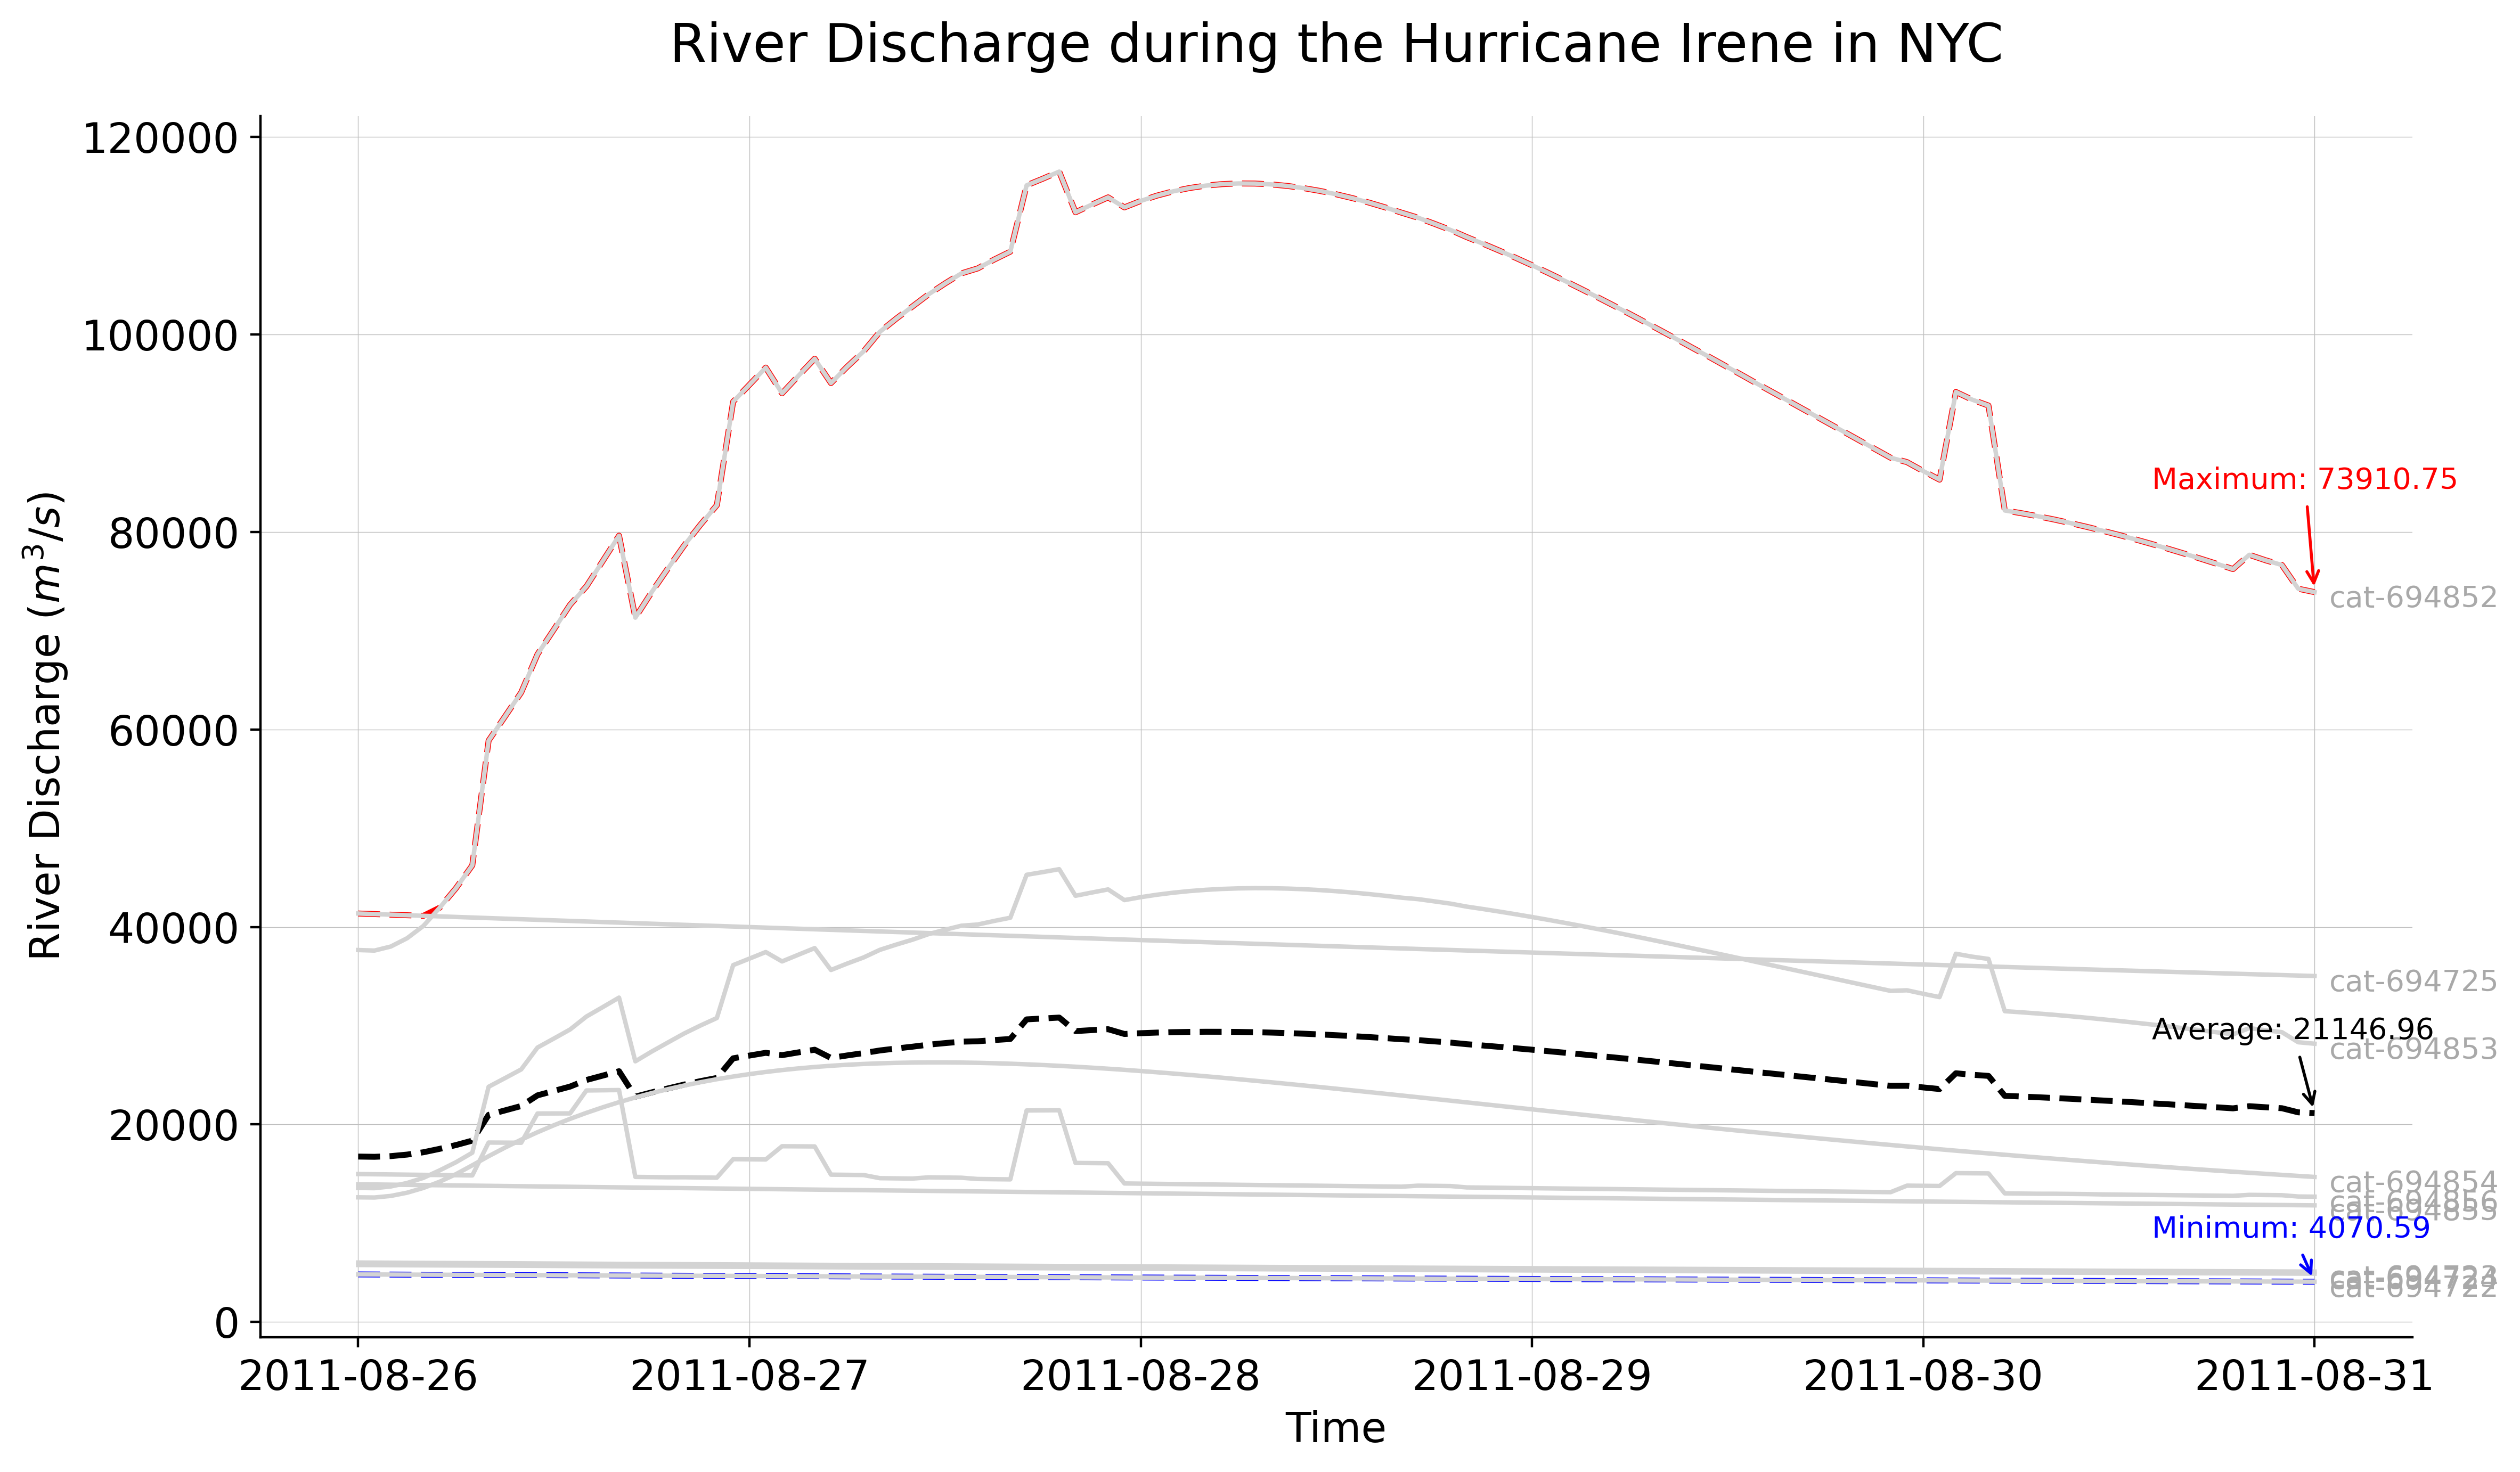 River Discharge during the Hurricane Irene in NYC
River Discharge (m³/s)
120000
100000
80000
60000
40000
20000
0
Maximum: 73910.75
cat-694852
cat-694725
Average: 21146.96
cat-694853
cat-694854
cat-694856
Minimum: 4070.59
cat-694722
2011-08-26
2011-08-27
2011-08-28
2011-08-29
2011-08-30
2011-08-31
Time